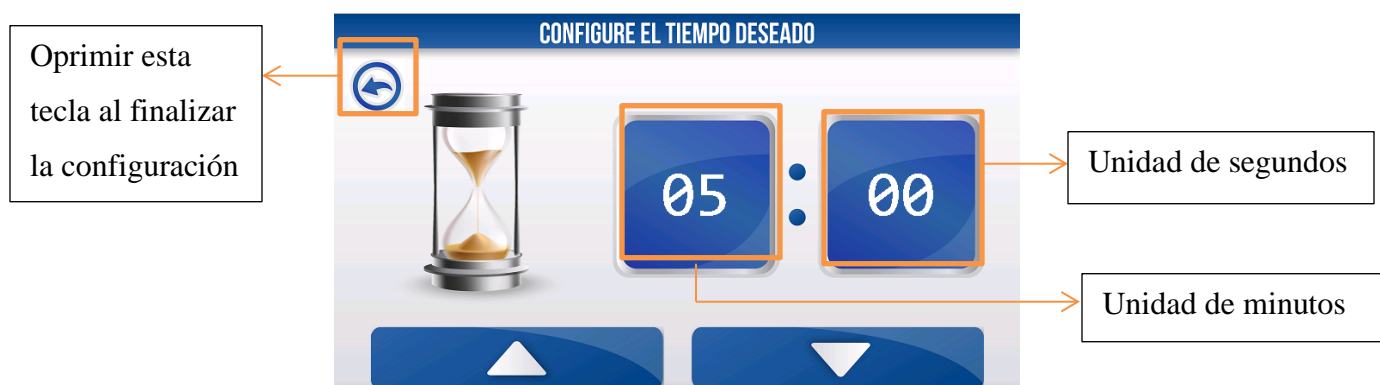 CONFIGURE EL TIEMPO DESEADO
Oprimir esta
tecla al finalizar
la configuración
05 : 00
Unidad de segundos
Unidad de minutos